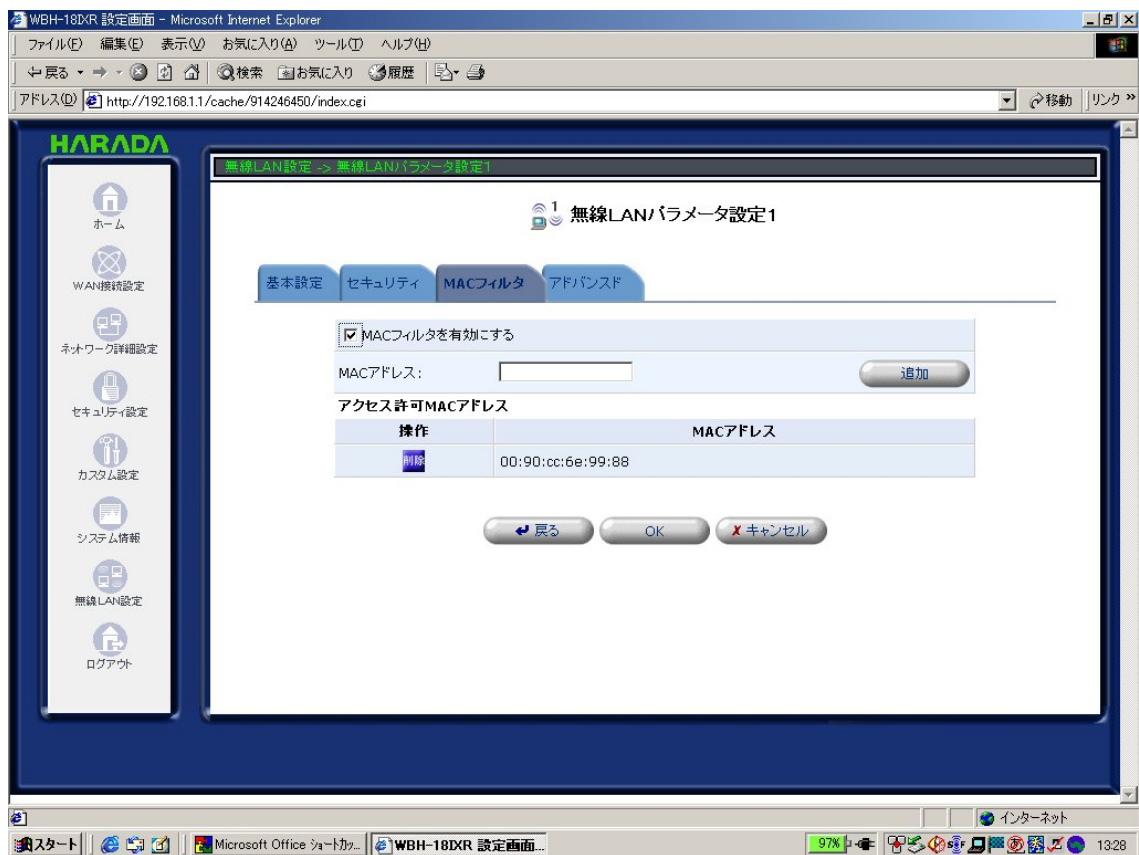 WBH-18IXR 設定画面 - Microsoft Internet Explorer
ファイル(F) 編集(E) 表示(V) お気に入り(A) ツール(T) ヘルプ(H)
戻る 検索 お気に入り 履歴
アドレス(D) http://192.168.1.1/cache/914246450/index.cgi 移動 リンク »
HARADA
無線LAN設定 -> 無線LANパラメータ設定1
1 無線LANパラメータ設定1
ホーム
WAN接続設定
ネットワーク詳細設定
セキュリティ設定
カスタム設定
システム情報
無線LAN設定
ログアウト
基本設定 セキュリティ MACフィルタ アドバンスド
MACフィルタを有効にする
MACアドレス: 追加
アクセス許可MACアドレス
操作 MACアドレス
削除 00:90:cc:6e:99:88
戻る OK キャンセル
インターネット
スタート Microsoft Office ショートカッ... WBH-18IXR 設定画面... 97% 13:28